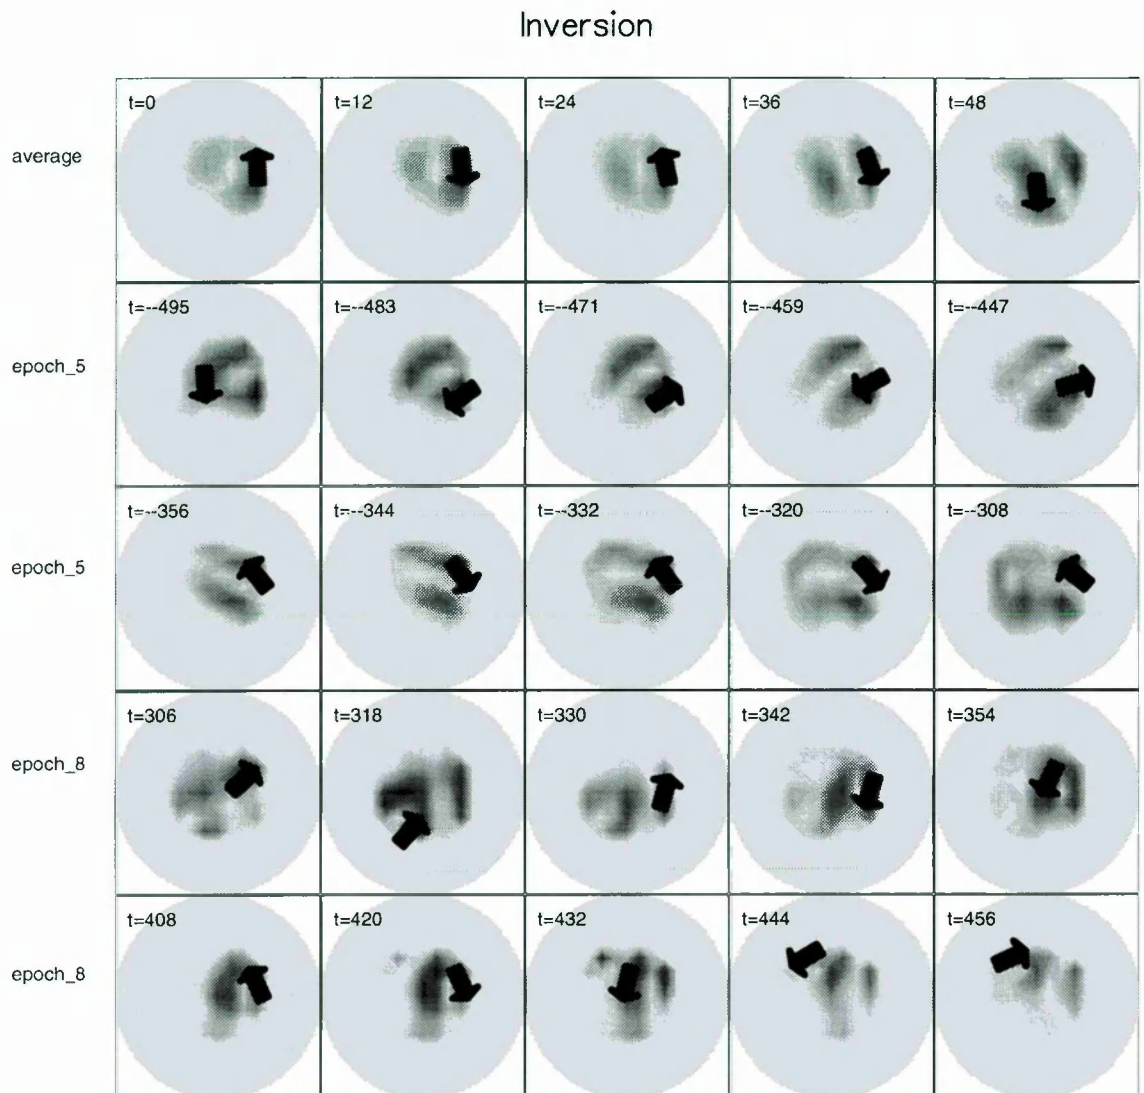 Inversion
average
t=0
t=12
t=24
t=36
t=48
epoch_5
t=--495
t=--483
t=--471
t=--459
t=--447
epoch_5
t=--356
t=--344
t=--332
t=--320
t=--308
epoch_8
t=306
t=318
t=330
t=342
t=354
epoch_8
t=408
t=420
t=432
t=444
t=456